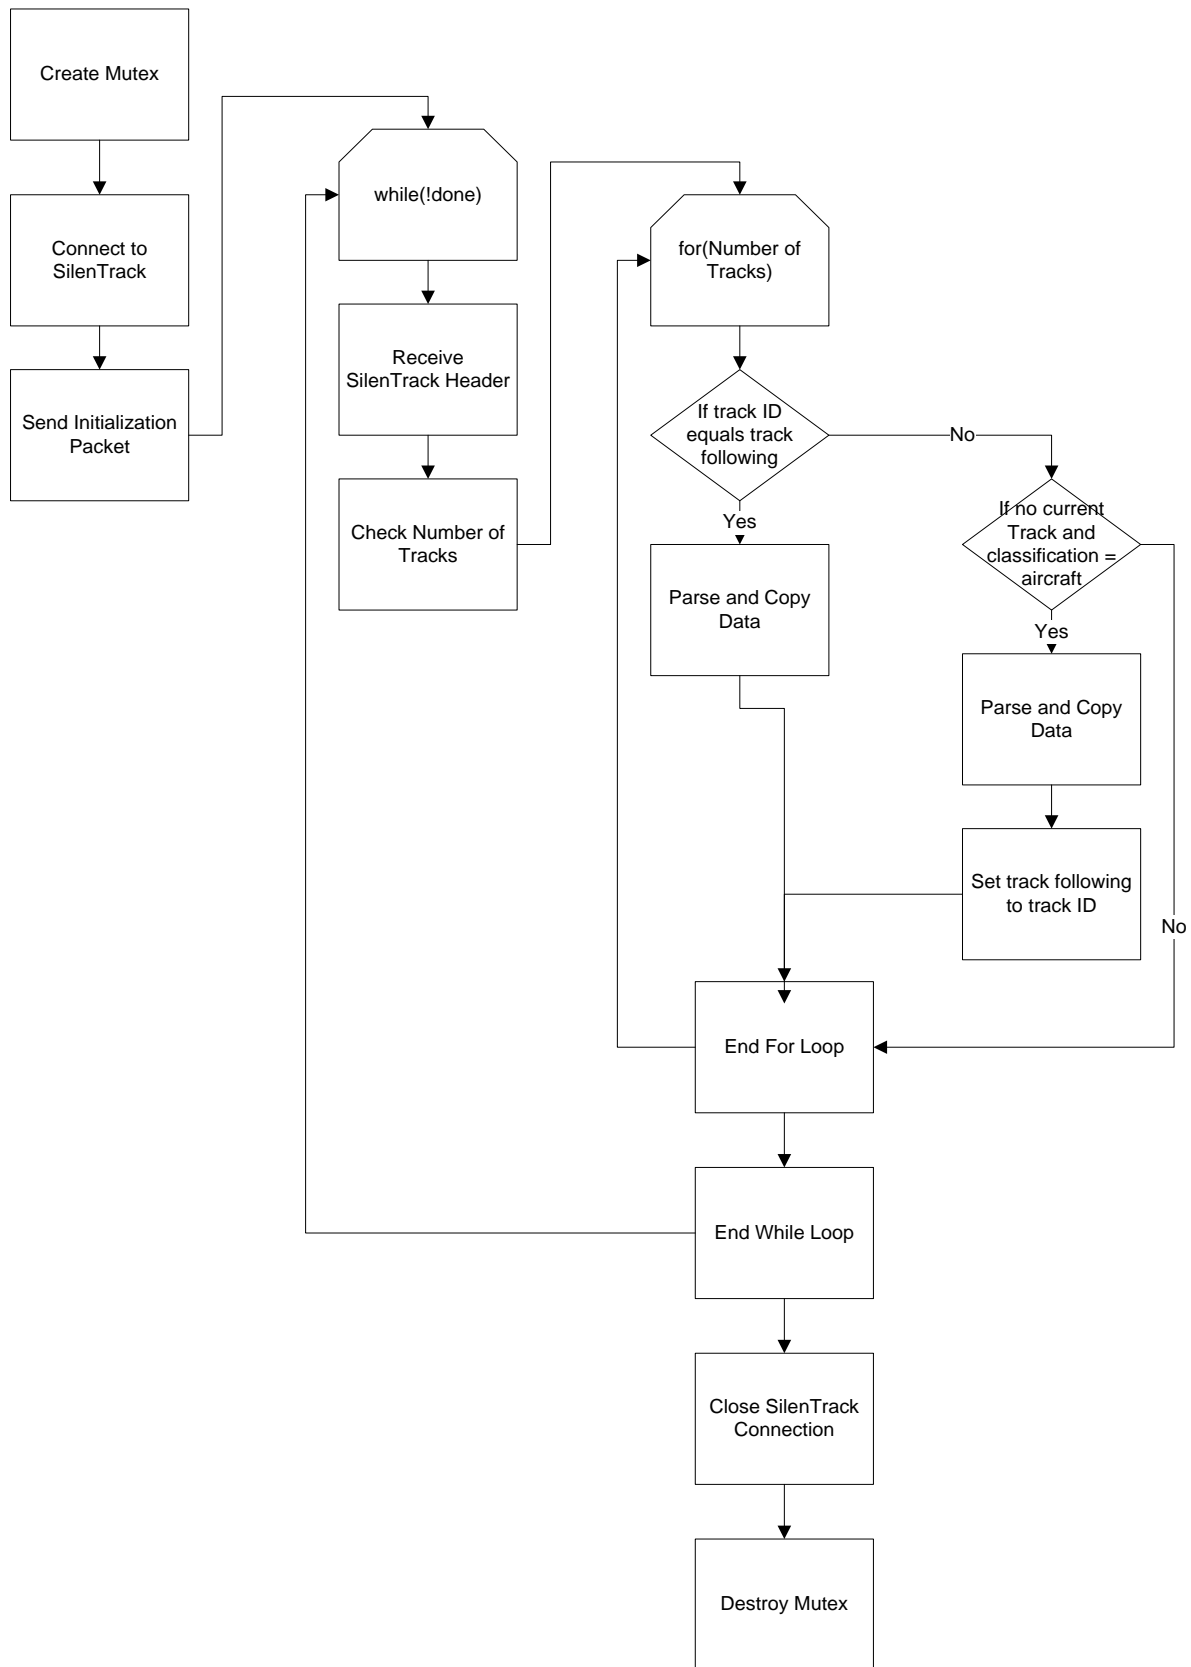 Create Mutex
Connect to
SilenTrack
Send Initialization
Packet
while(!done)
Receive
SilenTrack Header
Check Number of
Tracks
for(Number of
Tracks)
If track ID
equals track
following
No
Yes
Parse and Copy
Data
If no current
Track and
classification =
aircraft
Yes
Parse and Copy
Data
Set track following
to track ID
No
End For Loop
End While Loop
Close SilenTrack
Connection
Destroy Mutex